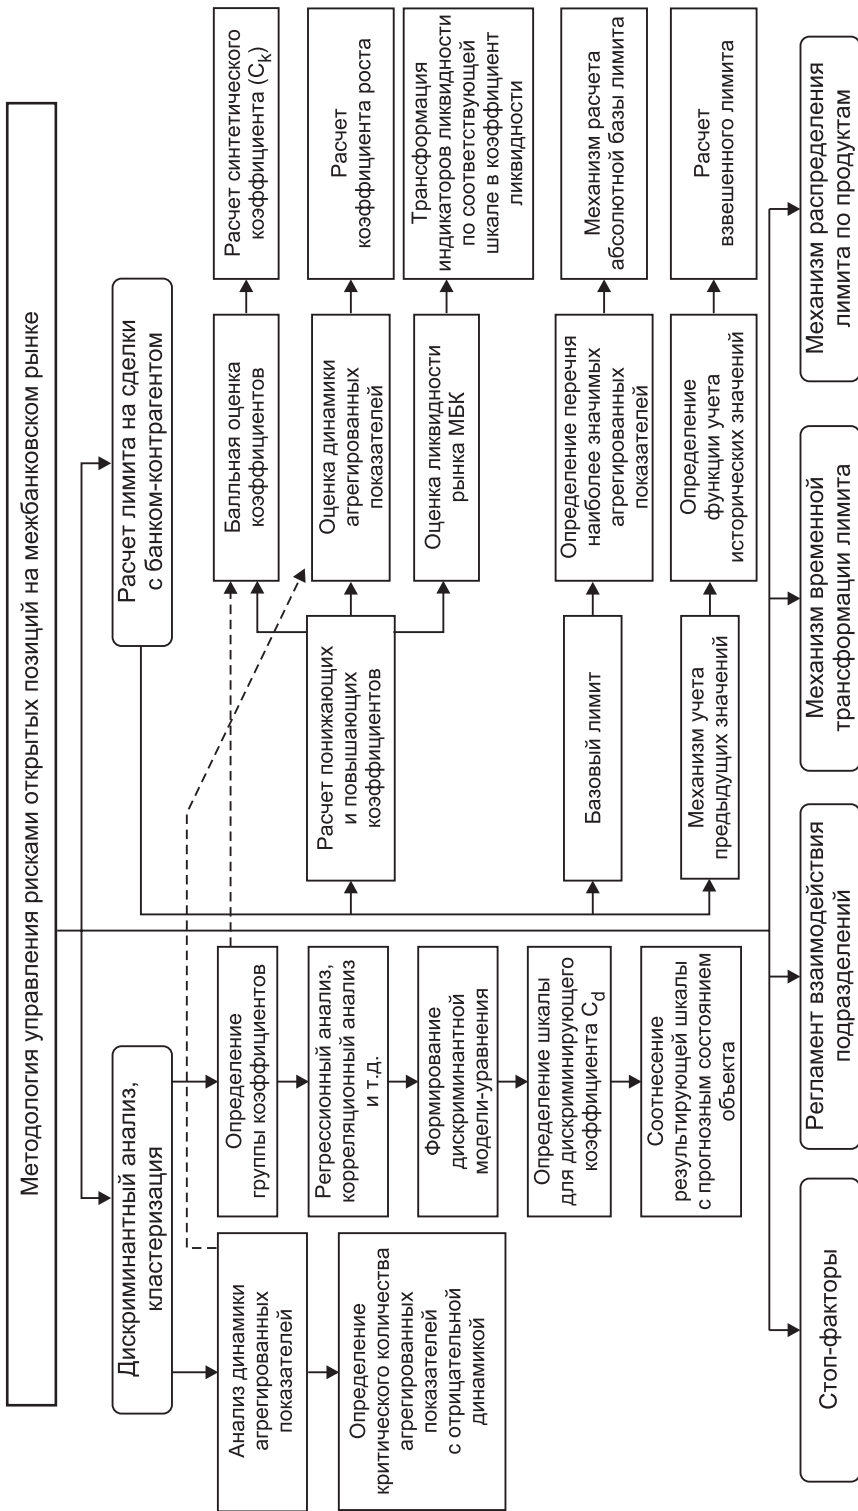 Методология управления рисками открытых позиций на межбанковском рынке
Дискриминантный анализ,
кластеризация
Расчет лимита на сделки
с банком-контрагентом
Анализ динамики
агрегированных
показателей
Определение
критического количества
агрегированных
показателей
с отрицательной
динамикой
Определение
группы коэффициентов
Регрессионный анализ,
корреляционный анализ
и т.д.
Формирование
дискриминантной
модели-уравнения
Определение шкалы
для дискриминирующего
коэффициента C_d
Соотнесение
результирующей шкалы
с прогнозным состоянием
объекта
Расчет понижающих
и повышающих
коэффициентов
Базовый лимит
Механизм учета
предыдущих значений
Балльная оценка
коэффициентов
Оценка динамики
агрегированных
показателей
Оценка ликвидности
рынка МБК
Определение перечня
наиболее значимых
агрегированных
показателей
Определение
функции учета
исторических значений
Расчет синтетического
коэффициента (C_k)
Расчет
коэффициента роста
Трансформация
индикаторов ликвидности
по соответствующей
шкале в коэффициент
ликвидности
Механизм расчета
абсолютной базы лимита
Расчет
взвешенного лимита
Стоп-факторы
Регламент взаимодействия
подразделений
Механизм временной
трансформации лимита
Механизм распределения
лимита по продуктам